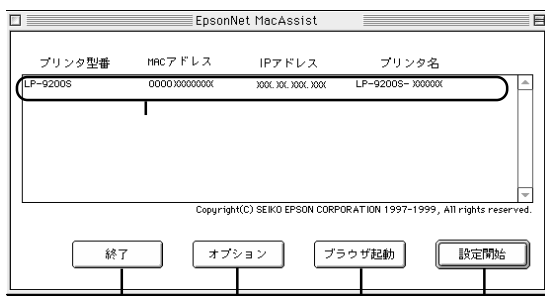 EpsonNet MacAssist
プリンタ型番 MACアドレス IPアドレス プリンタ名
LP-9200S 0000XXXXXXXX XXX.XX.XXX.XXX LP-9200S-XXXXXX
Copyright(C) SEIKO EPSON CORPORATION 1997-1999, All rights reserved.
終了 オプション ブラウザ起動 設定開始